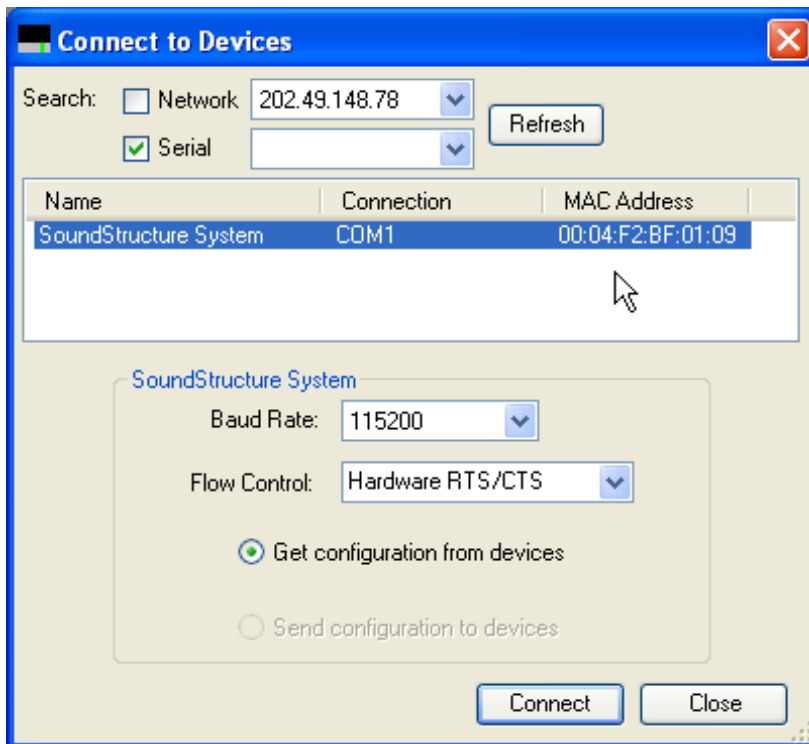 Connect to Devices
Search: Network 202.49.148.78
Refresh
Serial
Name Connection MAC Address
SoundStructure System COM1 00:04:F2:BF:01:09
SoundStructure System
Baud Rate: 115200
Flow Control: Hardware RTS/CTS
Get configuration from devices
Send configuration to devices
Connect Close